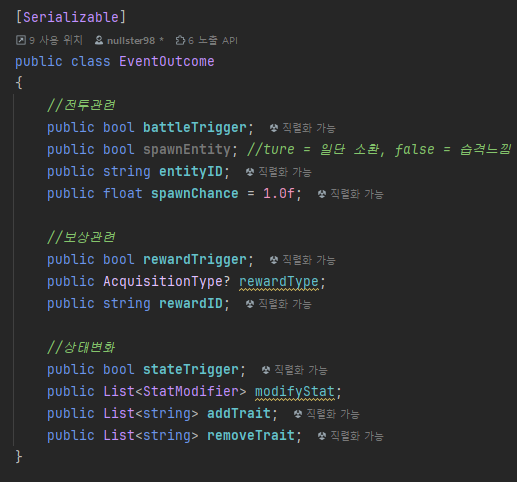 [Serializable]
9 사용 위치 nullster98 * 6 노출 API
public class EventOutcome
{
//전투관련
public bool battleTrigger; 직렬화 가능
public bool spawnEntity; //ture = 일단 소환, false = 습격느낌
public string entityID; 직렬화 가능
public float spawnChance = 1.0f; 직렬화 가능
//보상관련
public bool rewardTrigger; 직렬화 가능
public AcquisitionType? rewardType;
public string rewardID; 직렬화 가능
//상태변화
public bool stateTrigger; 직렬화 가능
public List<StatModifier> modifyStat;
public List<string> addTrait; 직렬화 가능
public List<string> removeTrait; 직렬화 가능
}